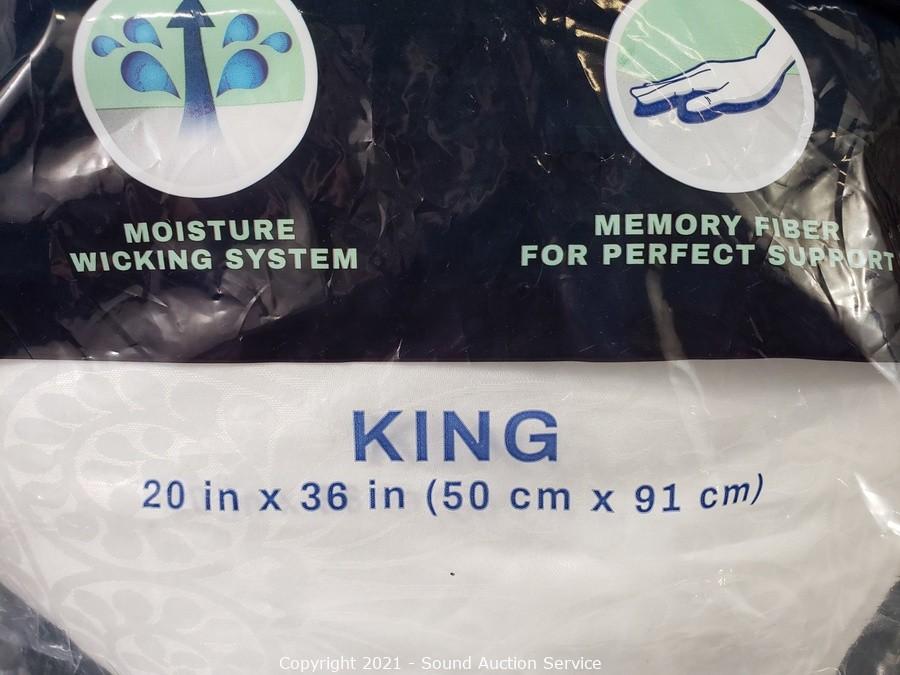 MOISTURE
WICKING SYSTEM
MEMORY FIBER
FOR PERFECT SUPPORT
KING
20 in x 36 in (50 cm x 91 cm)
Copyright 2021 - Sound Auction Service